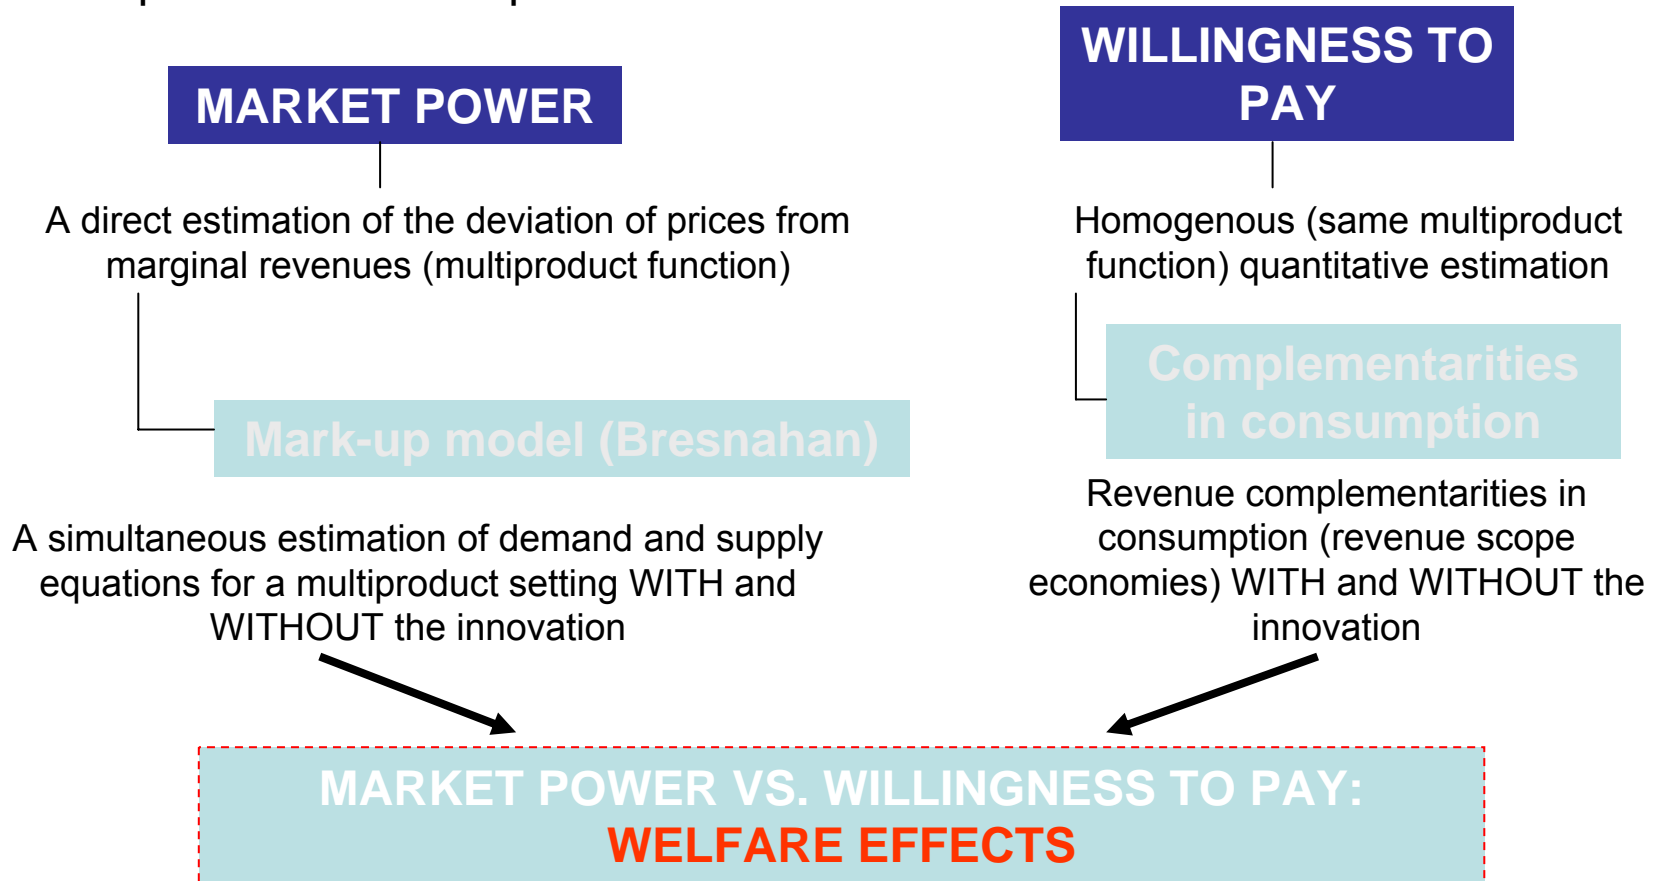 MARKET POWER
A direct estimation of the deviation of prices from
marginal revenues (multiproduct function)
Mark-up model (Bresnahan)
A simultaneous estimation of demand and supply
equations for a multiproduct setting WITH and
WITHOUT the innovation
WILLINGNESS TO
PAY
Homogenous (same multiproduct
function) quantitative estimation
Complementarities
in consumption
Revenue complementarities in
consumption (revenue scope
economies) WITH and WITHOUT the
innovation
MARKET POWER VS. WILLINGNESS TO PAY:
WELFARE EFFECTS